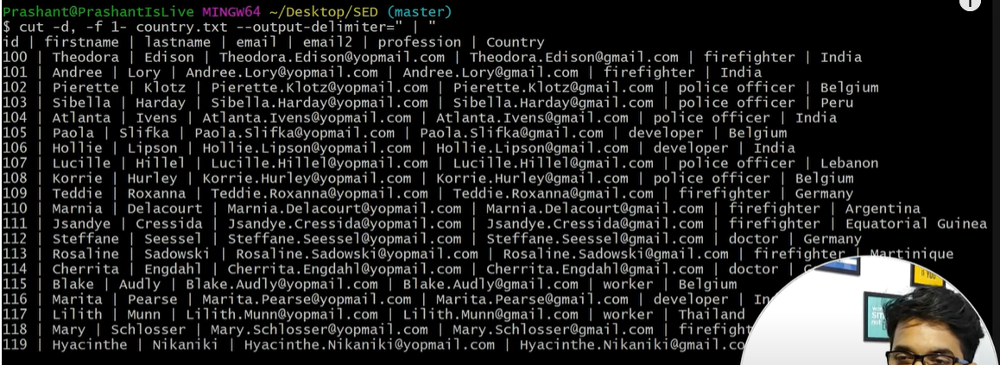 Prashant@PrashantIsLive MINGW64 ~/Desktop/SED (master)
$ cut -d, -f 1- country.txt --output-delimiter=" | "
id | firstname | lastname | email | email2 | profession | Country
100 | Theodora | Edison | Theodora.Edison@yopmail.com | Theodora.Edison@gmail.com | firefighter | India
101 | Andree | Lory | Andree.Lory@yopmail.com | Andree.Lory@gmail.com | firefighter | India
102 | Pierette | Klotz | Pierette.Klotz@yopmail.com | Pierette.Klotz@gmail.com | police officer | Belgium
103 | Sibella | Harday | Sibella.Harday@yopmail.com | Sibella.Harday@gmail.com | police officer | Peru
104 | Atlanta | Ivens | Atlanta.Ivens@yopmail.com | Atlanta.Ivens@gmail.com | police officer | India
105 | Paola | Slifka | Paola.Slifka@yopmail.com | Paola.Slifka@gmail.com | developer | Belgium
106 | Hollie | Lipson | Hollie.Lipson@yopmail.com | Hollie.Lipson@gmail.com | developer | India
107 | Lucille | Hillel | Lucille.Hillel@yopmail.com | Lucille.Hillel@gmail.com | police officer | Lebanon
108 | Korrie | Hurley | Korrie.Hurley@yopmail.com | Korrie.Hurley@gmail.com | police officer | Belgium
109 | Teddie | Roxanna | Teddie.Roxanna@yopmail.com | Teddie.Roxanna@gmail.com | firefighter | Germany
110 | Marnia | Delacourt | Marnia.Delacourt@yopmail.com | Marnia.Delacourt@gmail.com | firefighter | Argentina
111 | Jsandye | Cressida | Jsandye.Cressida@yopmail.com | Jsandye.Cressida@gmail.com | firefighter | Equatorial Guinea
112 | Steffane | Seessel | Steffane.Seessel@yopmail.com | Steffane.Seessel@gmail.com | doctor | Germany
113 | Rosaline | Sadowski | Rosaline.Sadowski@yopmail.com | Rosaline.Sadowski@gmail.com | firefighter | Martinique
114 | Cherrita | Engdahl | Cherrita.Engdahl@yopmail.com | Cherrita.Engdahl@gmail.com | doctor |
115 | Blake | Audly | Blake.Audly@yopmail.com | Blake.Audly@gmail.com | worker | Belgium
116 | Marita | Pearse | Marita.Pearse@yopmail.com | Marita.Pearse@gmail.com | developer |
117 | Lilith | Munn | Lilith.Munn@yopmail.com | Lilith.Munn@gmail.com | worker | Thailand
118 | Mary | Schlosser | Mary.Schlosser@yopmail.com | Mary.Schlosser@gmail.com |
119 | Hyacinthe | Nikaniki | Hyacinthe.Nikaniki@yopmail.com |